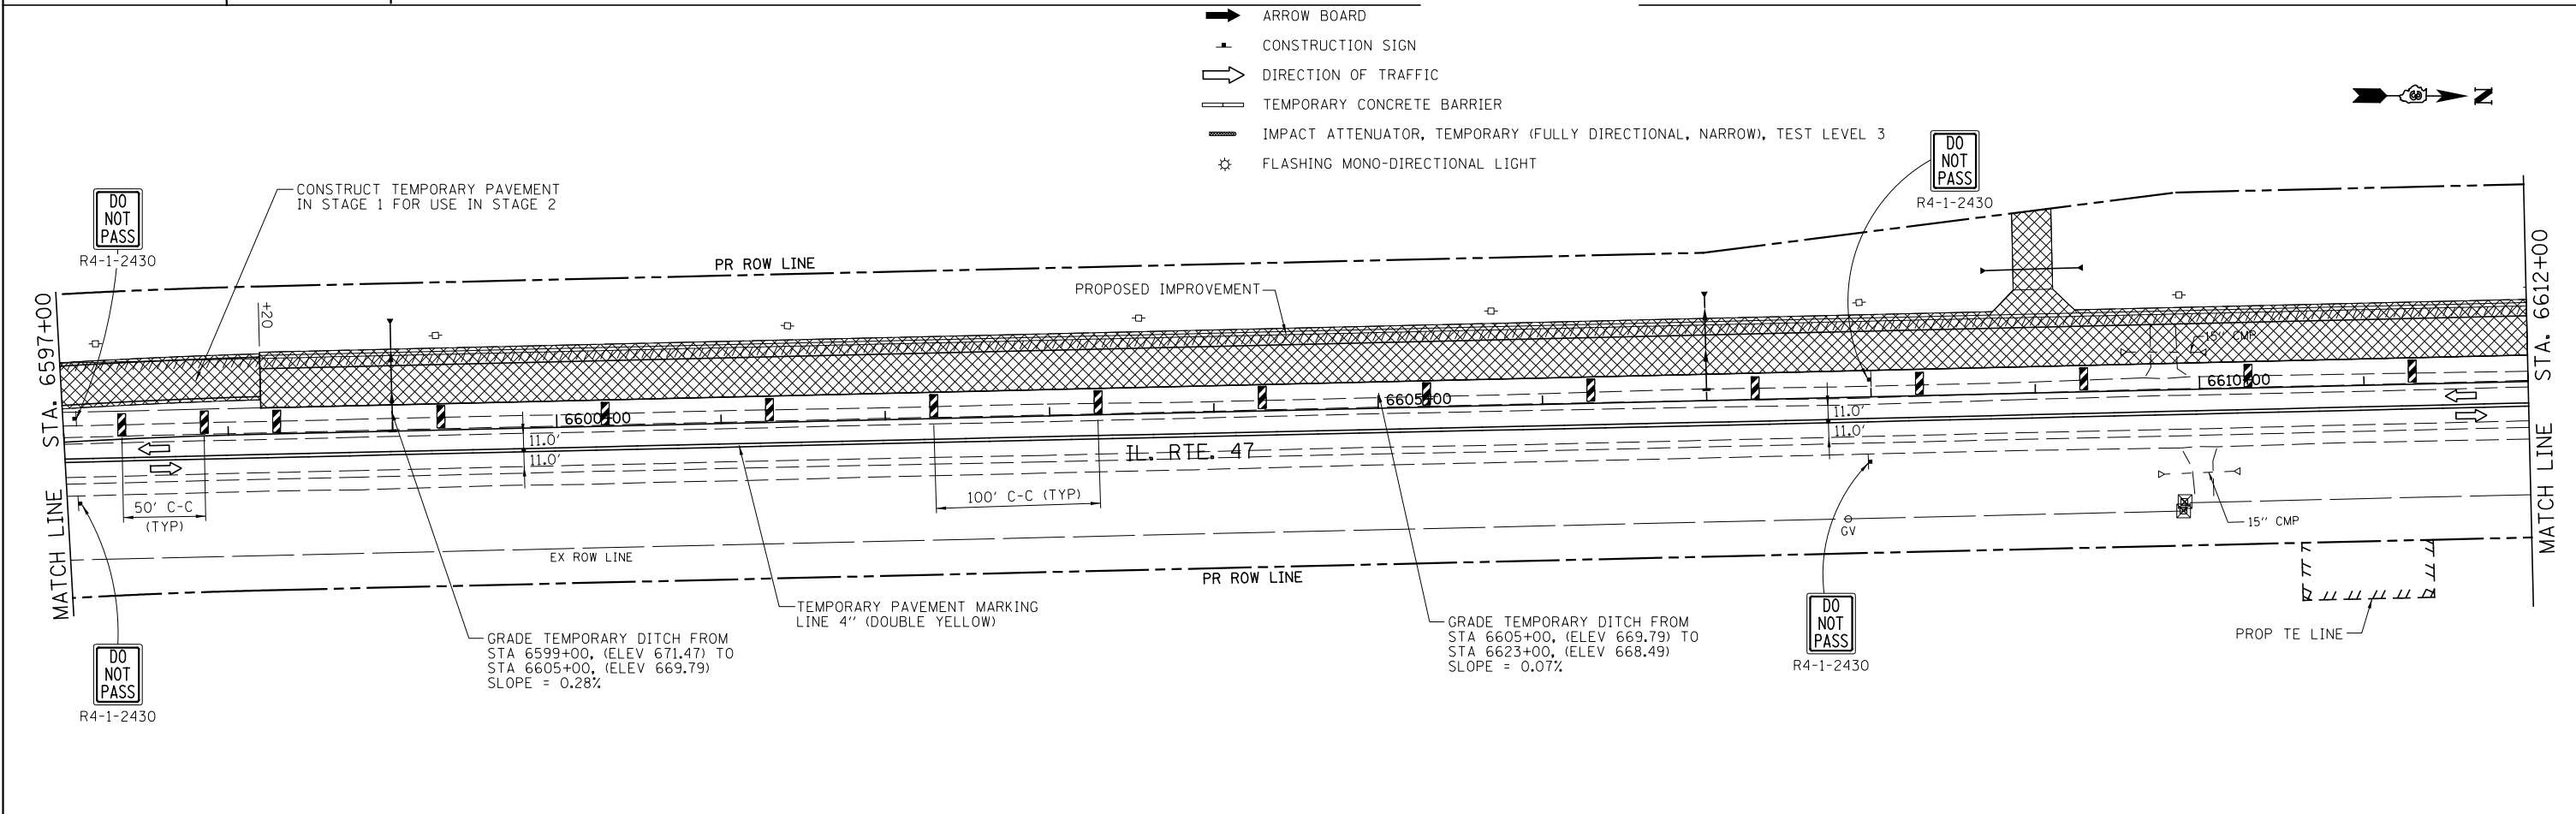 ARROW BOARD
CONSTRUCTION SIGN
DIRECTION OF TRAFFIC
TEMPORARY CONCRETE BARRIER
IMPACT ATTENUATOR, TEMPORARY (FULLY DIRECTIONAL, NARROW), TEST LEVEL 3
FLASHING MONO-DIRECTIONAL LIGHT
N
DO
NOT
PASS
R4-1-2430
CONSTRUCT TEMPORARY PAVEMENT
IN STAGE 1 FOR USE IN STAGE 2
DO
NOT
PASS
R4-1-2430
PR ROW LINE
PROPOSED IMPROVEMENT
+20
MATCH LINE STA. 6597+00
MATCH LINE STA. 6612+00
15" CMP
6600+00
6605+00
6610+00
11.0'
11.0'
11.0'
11.0'
IL. RTE. 47
50' C-C
(TYP)
100' C-C (TYP)
GV
15" CMP
EX ROW LINE
PR ROW LINE
TEMPORARY PAVEMENT MARKING
LINE 4" (DOUBLE YELLOW)
GRADE TEMPORARY DITCH FROM
STA 6599+00, (ELEV 671.47) TO
STA 6605+00, (ELEV 669.79)
SLOPE = 0.28%
GRADE TEMPORARY DITCH FROM
STA 6605+00, (ELEV 669.79) TO
STA 6623+00, (ELEV 668.49)
SLOPE = 0.07%
DO
NOT
PASS
R4-1-2430
DO
NOT
PASS
R4-1-2430
PROP TE LINE